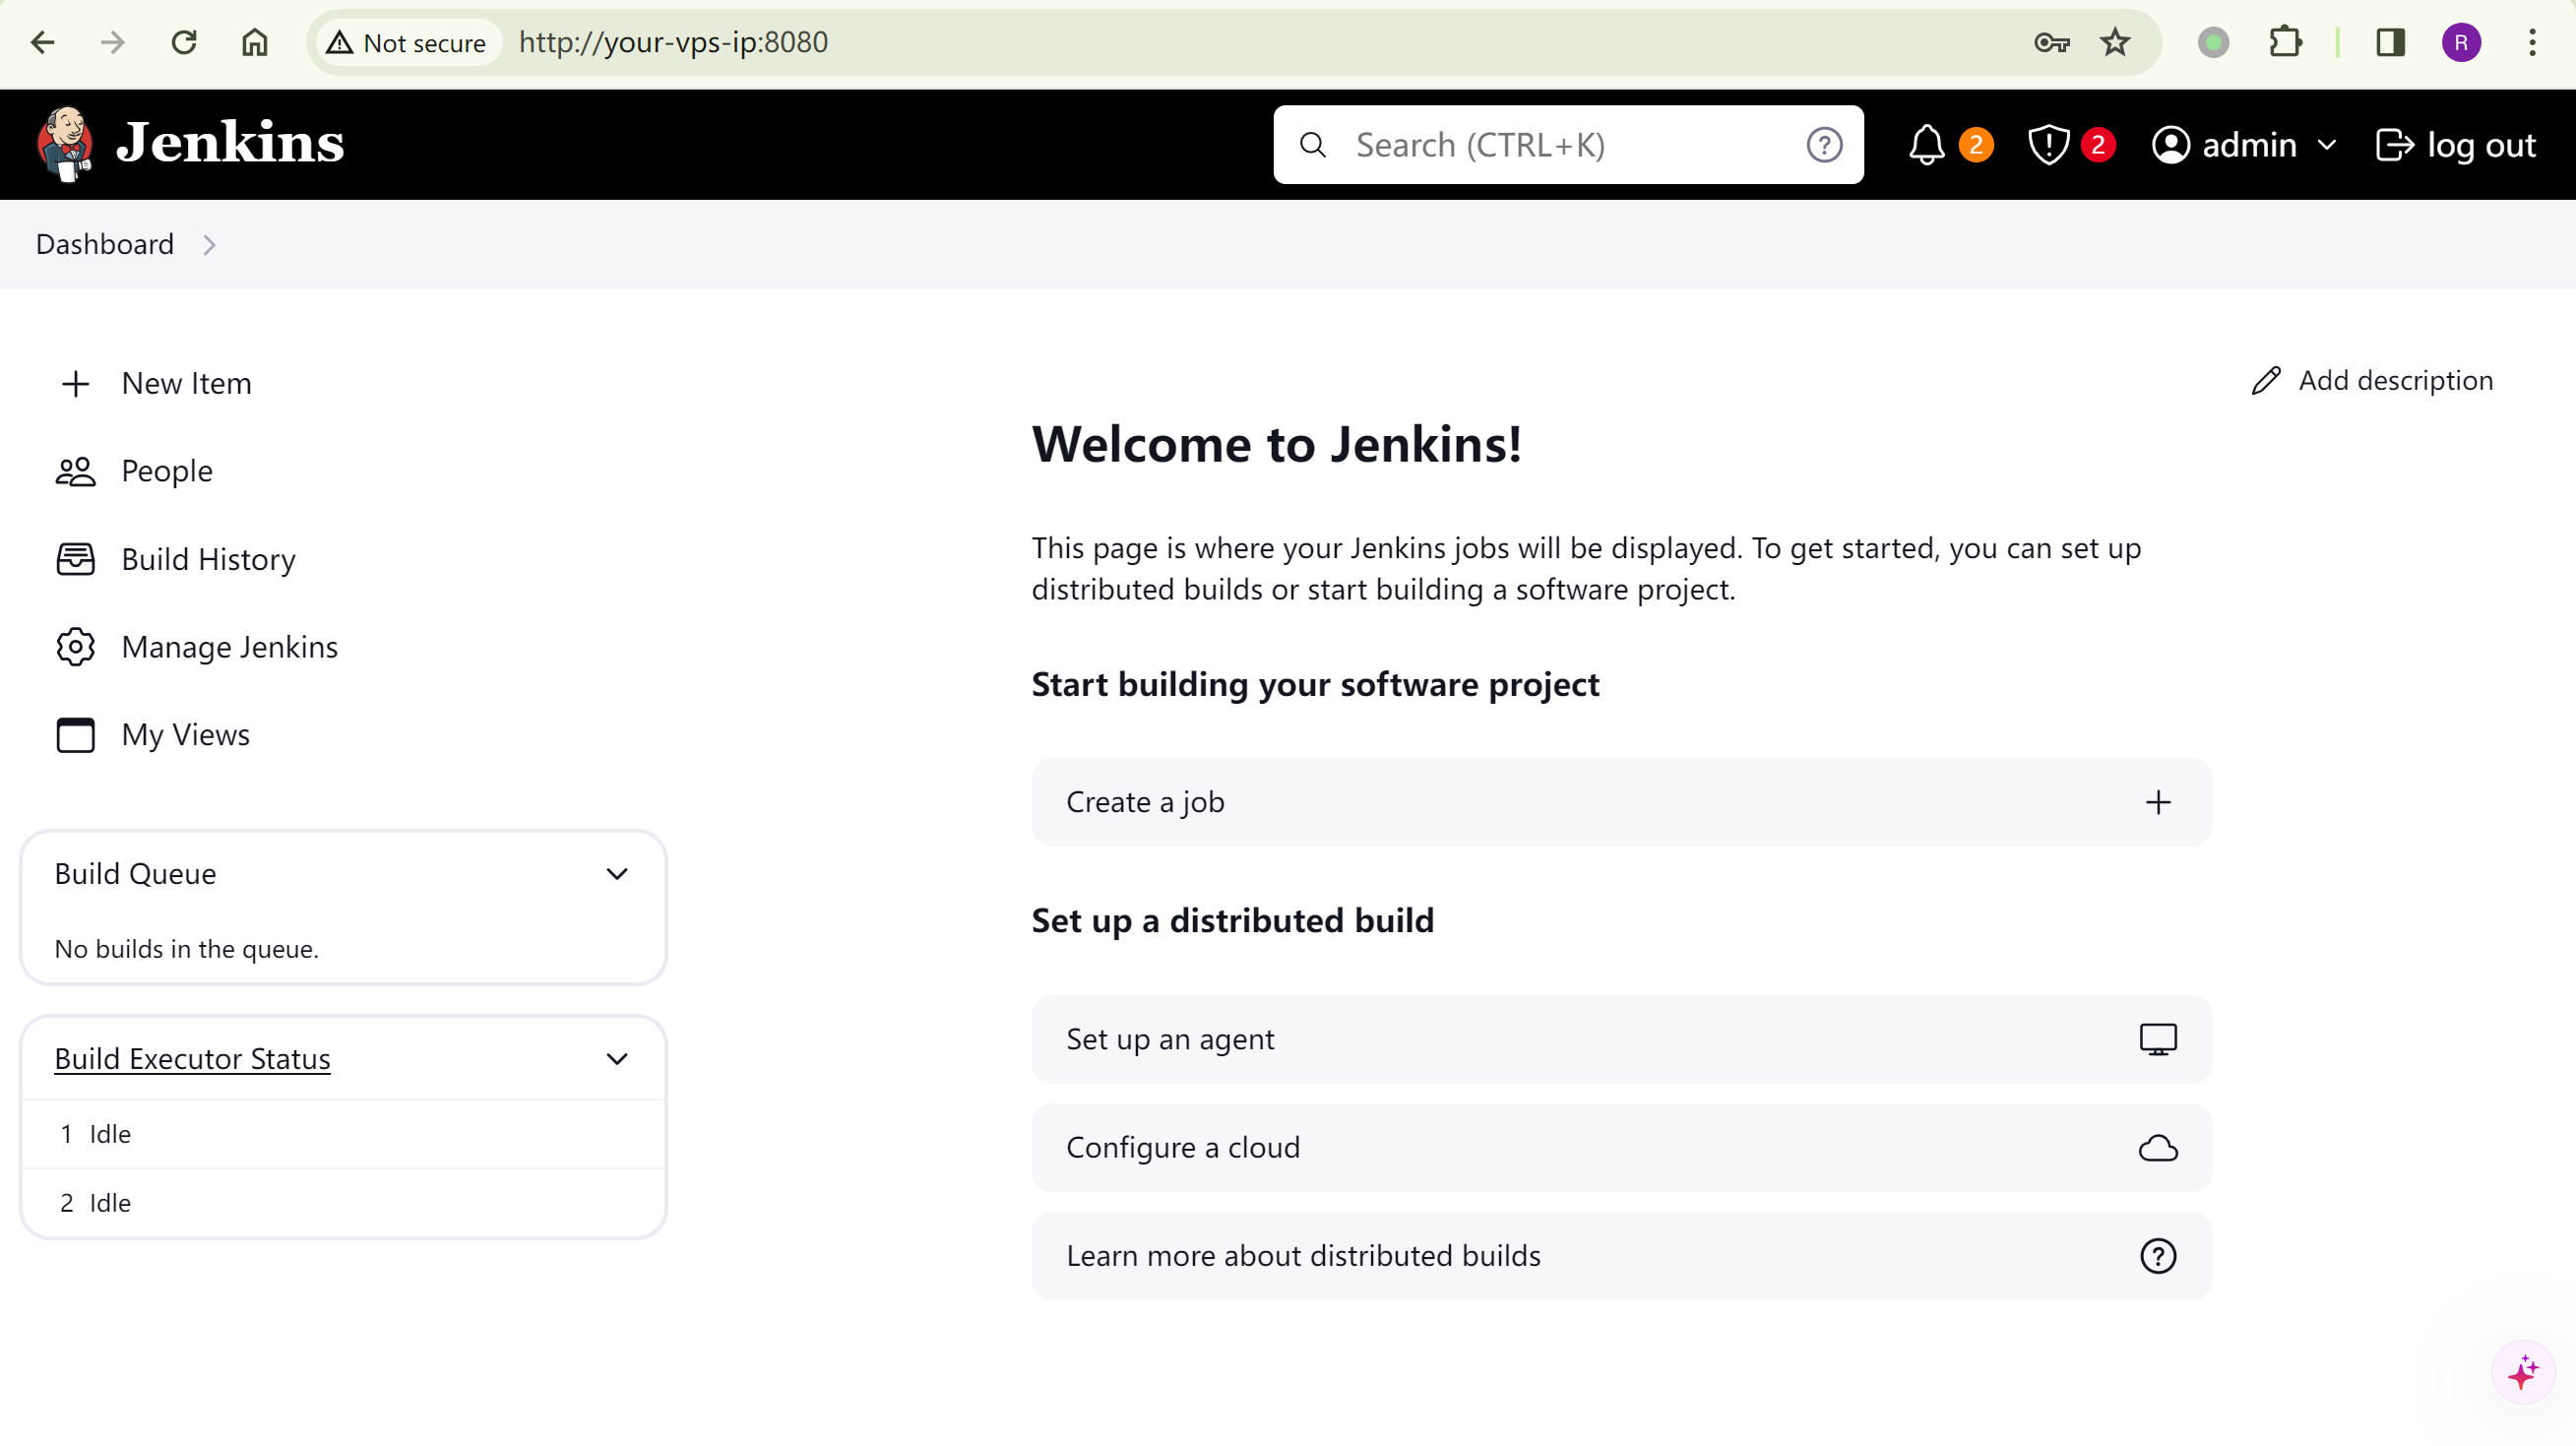 Not secure http://your-vps-ip:8080 R
Jenkins Search (CTRL+K) 2 2 admin log out
Dashboard
New Item
People
Build History
Manage Jenkins
My Views
Build Queue
No builds in the queue.
Build Executor Status
1 Idle
2 Idle
Add description
Welcome to Jenkins!
This page is where your Jenkins jobs will be displayed. To get started, you can set up
distributed builds or start building a software project.
Start building your software project
Create a job
Set up a distributed build
Set up an agent
Configure a cloud
Learn more about distributed builds